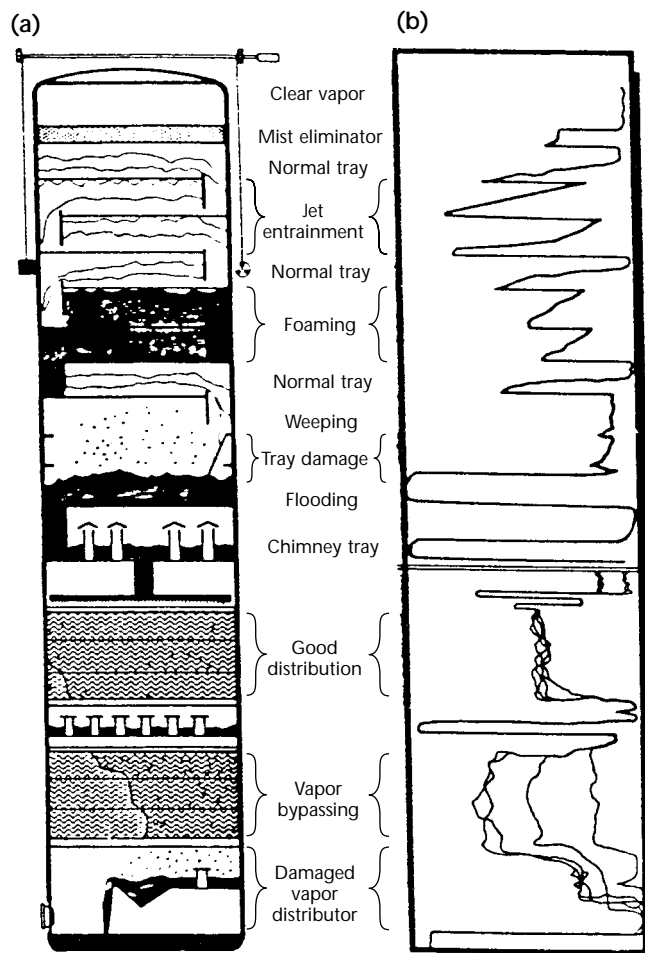 (a)
(b)
Clear vapor
Mist eliminator
Normal tray
Jet
entrainment
Normal tray
Foaming
Normal tray
Weeping
Tray damage
Flooding
Chimney tray
Good
distribution
Vapor
bypassing
Damaged
vapor
distributor